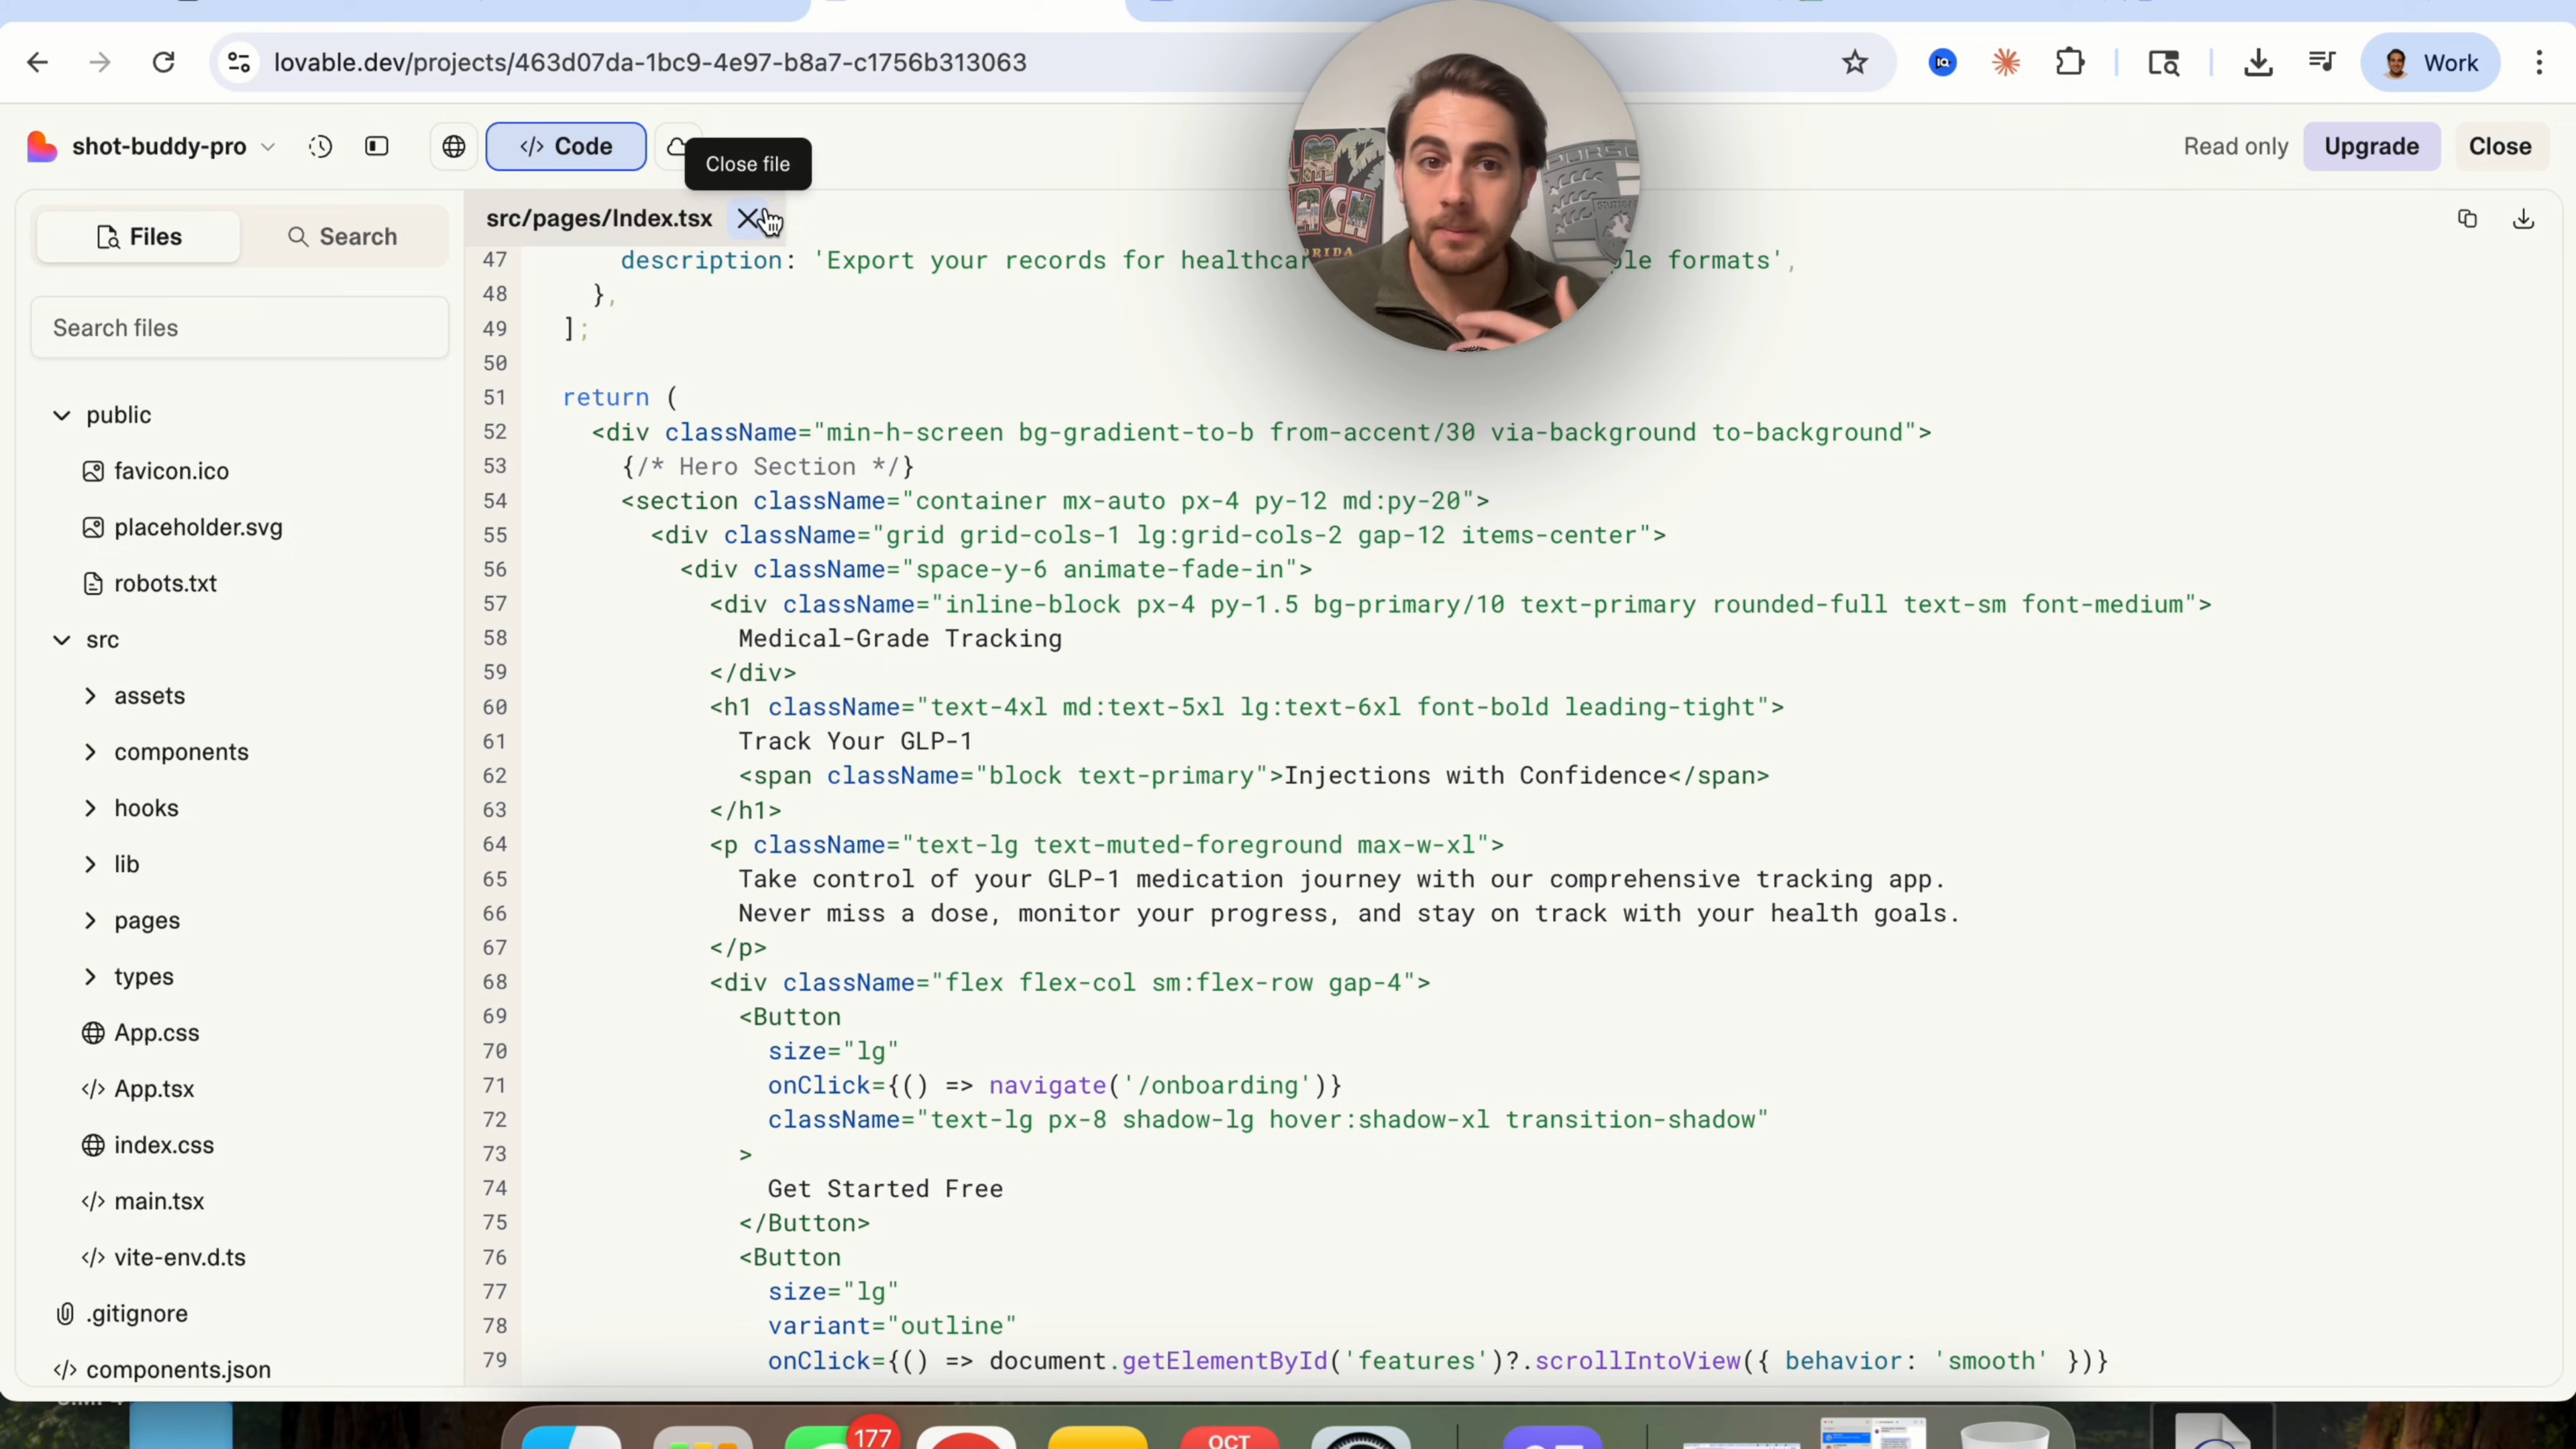 lovable.dev/projects/463d07da-1bc9-4e97-b8a7-c1756b313063
Work
shot-buddy-pro
Code
Close file
Read only
Upgrade
Close
Files
Search
src/pages/Index.tsx
Search files
public
favicon.ico
placeholder.svg
robots.txt
src
assets
components
hooks
lib
pages
types
App.css
App.tsx
index.css
main.tsx
vite-env.d.ts
.gitignore
components.json
47 description: 'Export your records for healthcar le formats',
48 },
49 ];
50
51 return (
52 <div className="min-h-screen bg-gradient-to-b from-accent/30 via-background to-background">
53 {/* Hero Section */}
54 <section className="container mx-auto px-4 py-12 md:py-20">
55 <div className="grid grid-cols-1 lg:grid-cols-2 gap-12 items-center">
56 <div className="space-y-6 animate-fade-in">
57 <div className="inline-block px-4 py-1.5 bg-primary/10 text-primary rounded-full text-sm font-medium">
58 Medical-Grade Tracking
59 </div>
60 <h1 className="text-4xl md:text-5xl lg:text-6xl font-bold leading-tight">
61 Track Your GLP-1
62 <span className="block text-primary">Injections with Confidence</span>
63 </h1>
64 <p className="text-lg text-muted-foreground max-w-xl">
65 Take control of your GLP-1 medication journey with our comprehensive tracking app.
66 Never miss a dose, monitor your progress, and stay on track with your health goals.
67 </p>
68 <div className="flex flex-col sm:flex-row gap-4">
69 <Button
70 size="lg"
71 onClick={() => navigate('/onboarding')}
72 className="text-lg px-8 shadow-lg hover:shadow-xl transition-shadow"
73 >
74 Get Started Free
75 </Button>
76 <Button
77 size="lg"
78 variant="outline"
79 onClick={() => document.getElementById('features')?.scrollIntoView({ behavior: 'smooth' })}
177
OCT